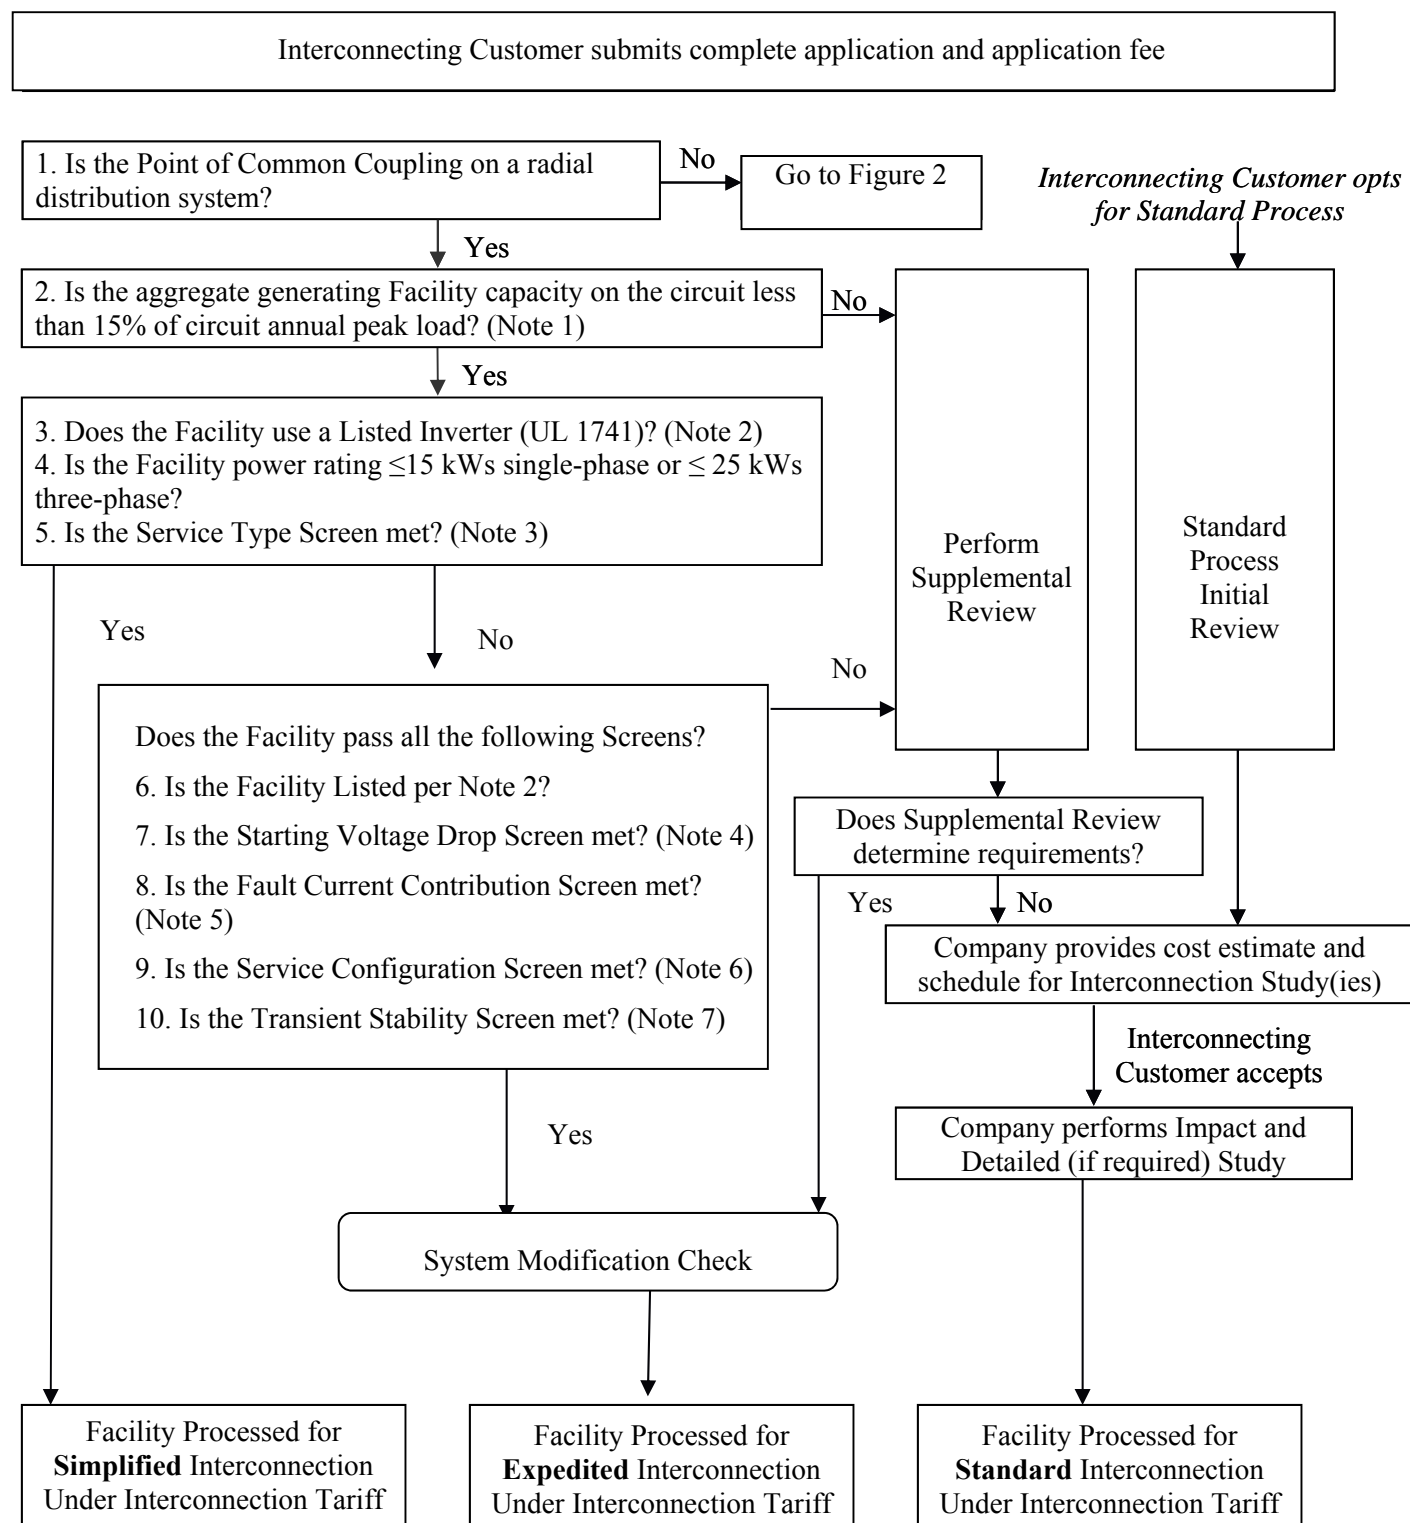 Interconnecting Customer submits complete application and application fee
1. Is the Point of Common Coupling on a radial
distribution system?
No
Go to Figure 2
Interconnecting Customer opts
for Standard Process
Yes
2. Is the aggregate generating Facility capacity on the circuit less
than 15% of circuit annual peak load? (Note 1)
No
Yes
3. Does the Facility use a Listed Inverter (UL 1741)? (Note 2)
4. Is the Facility power rating ≤15 kWs single-phase or ≤ 25 kWs
three-phase?
5. Is the Service Type Screen met? (Note 3)
Perform
Supplemental
Review
Standard
Process
Initial
Review
Yes
No
No
Does the Facility pass all the following Screens?
6. Is the Facility Listed per Note 2?
7. Is the Starting Voltage Drop Screen met? (Note 4)
8. Is the Fault Current Contribution Screen met?
(Note 5)
9. Is the Service Configuration Screen met? (Note 6)
10. Is the Transient Stability Screen met? (Note 7)
Does Supplemental Review
determine requirements?
Yes
No
Company provides cost estimate and
schedule for Interconnection Study(ies)
Interconnecting
Customer accepts
Company performs Impact and
Detailed (if required) Study
Yes
System Modification Check
Facility Processed for
Simplified Interconnection
Under Interconnection Tariff
Facility Processed for
Expedited Interconnection
Under Interconnection Tariff
Facility Processed for
Standard Interconnection
Under Interconnection Tariff